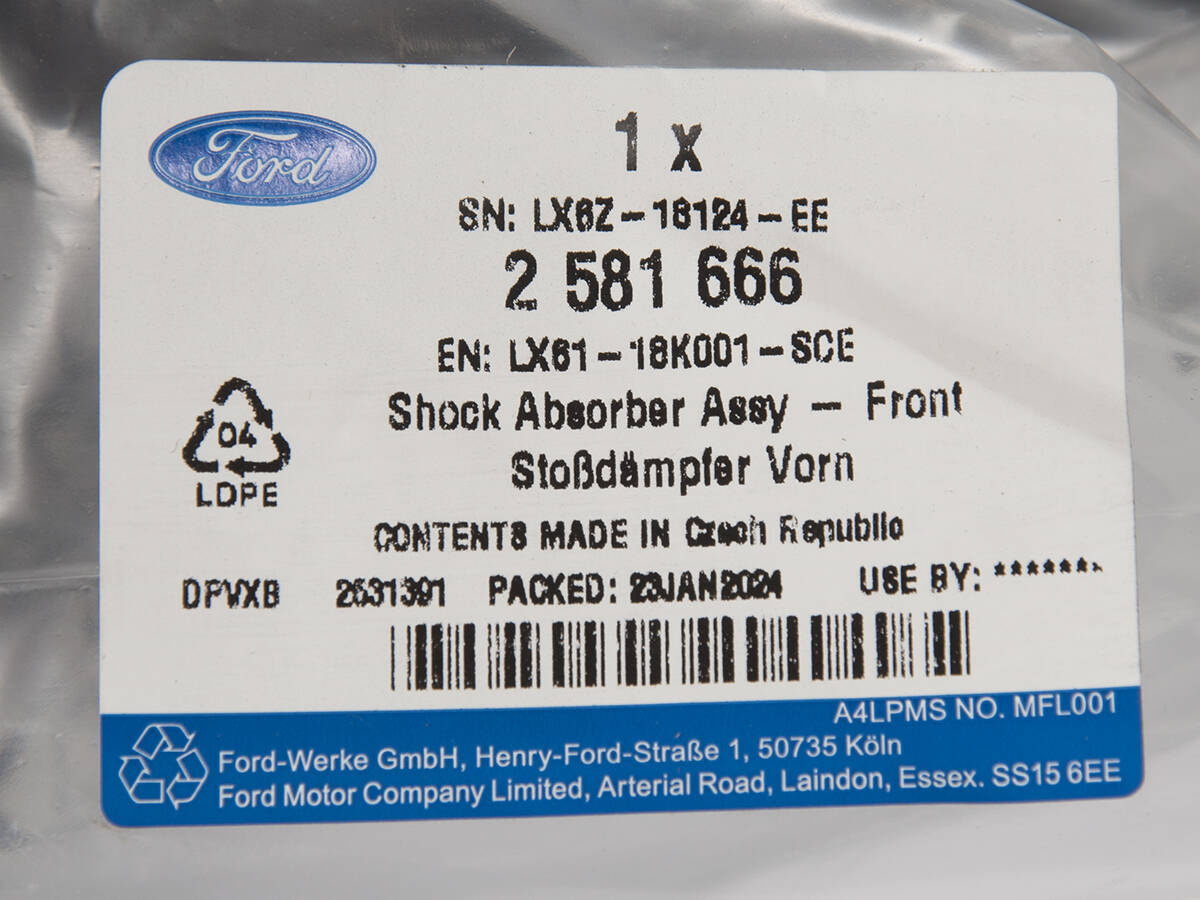 Ford
1 x
SN: LX6Z-18124-EE
2 581 666
EN: LX61-18K001-SCE
Shock Absorber Assy - Front
Stoßdämpfer Vorn
04
LDPE
CONTENTS MADE IN Czech Republic
DPVXB 2531391 PACKED: 23JAN2024 USE BY: *******
A4LPMS NO. MFL001
Ford-Werke GmbH, Henry-Ford-Straße 1, 50735 Köln
Ford Motor Company Limited, Arterial Road, Laindon, Essex. SS15 6EE